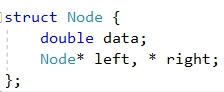 struct Node {
    double data;
    Node* left, * right;
};